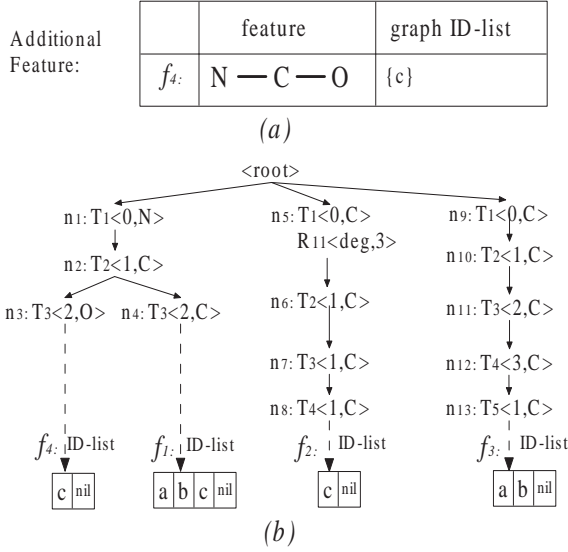 Additional
Feature:
feature graph ID-list
f4: N — C — O {c}
(a)
<root>
n1: T1<0,N> n5: T1<0,C> n9: T1<0,C>
R11<deg,3>
n2: T2<1,C> n10: T2<1,C>
n3: T3<2,O> n4: T3<2,C> n6: T2<1,C> n11: T3<2,C>
n7: T3<1,C> n12: T4<3,C>
n8: T4<1,C> n13: T5<1,C>
f4: ID-list f1: ID-list f2: ID-list f3: ID-list
c nil a b c nil c nil a b nil
(b)